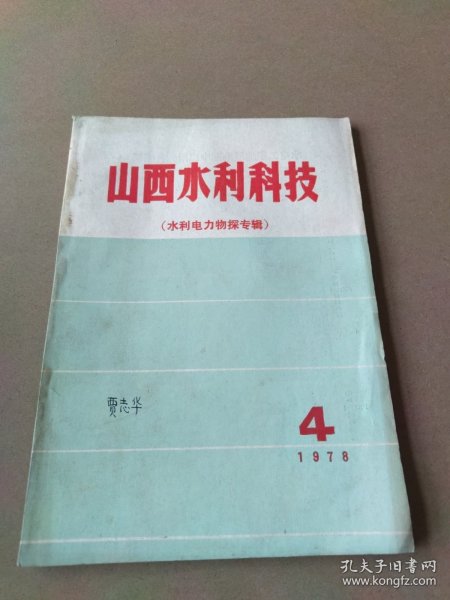 山西水利科技
（水利电力物探专辑）
贾志华
4
1978
孔夫子旧书网
www.kongfz.com